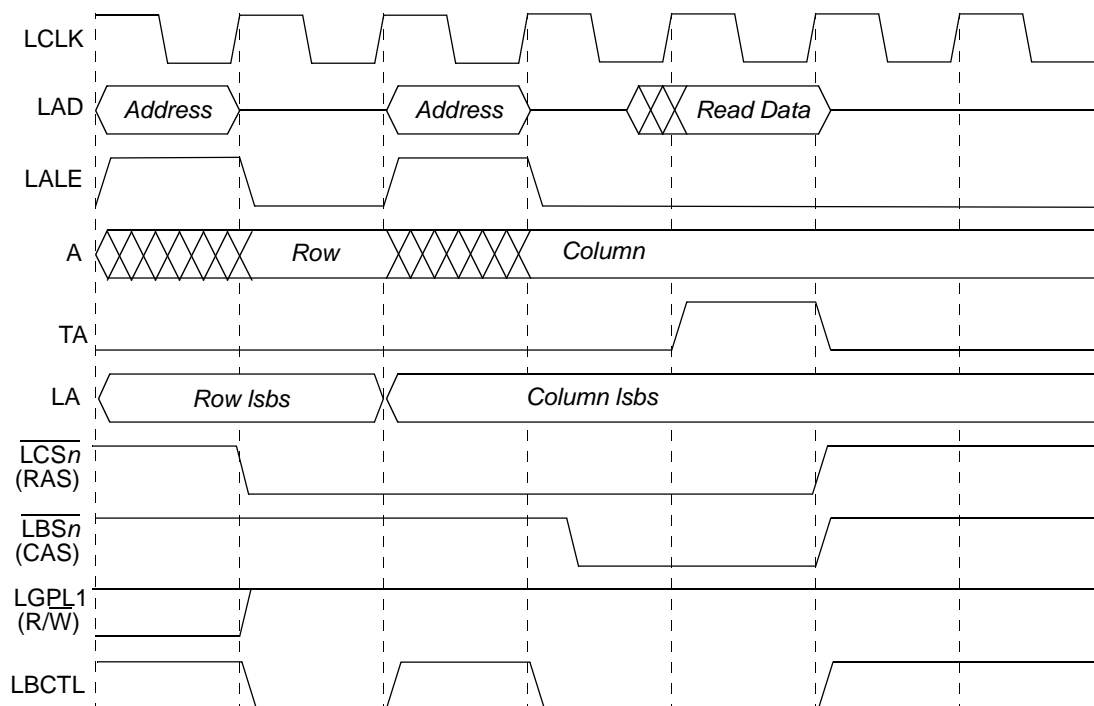 LCLK
LAD Address Address Read Data
LALE
A Row Column
TA
LA Row lsbs Column lsbs
LCSn
(RAS)
LBSn
(CAS)
LGPL1
(R/W)
LBCTL